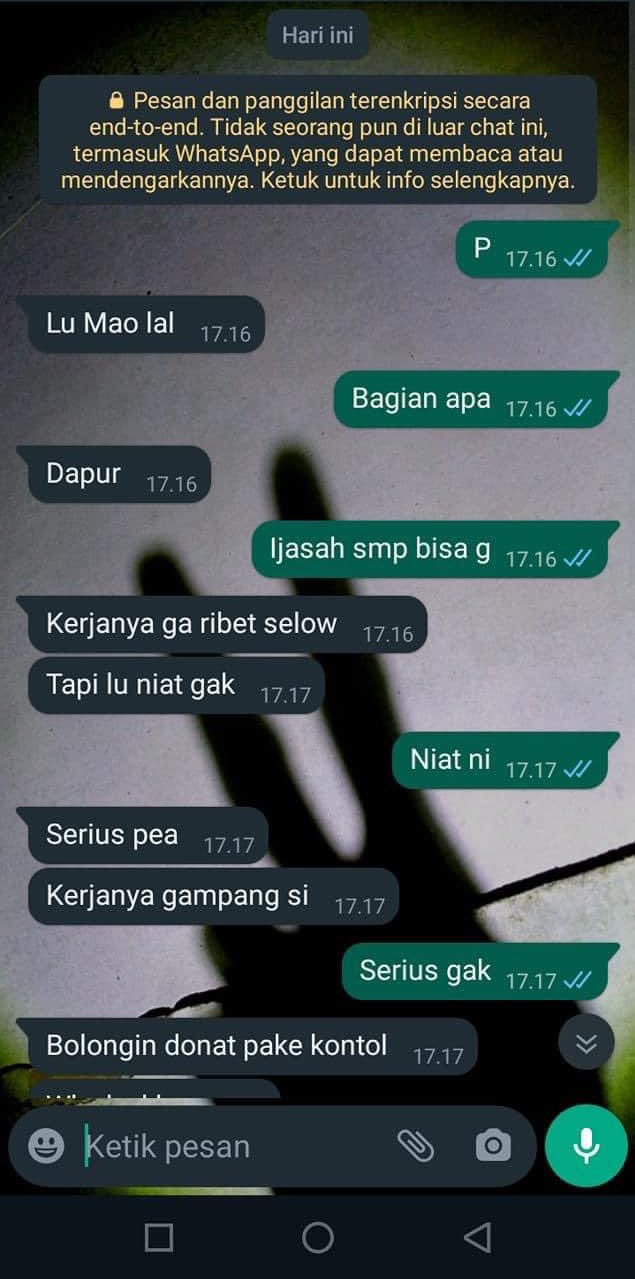 Hari ini
Pesan dan panggilan terenkripsi secara
end-to-end. Tidak seorang pun di luar chat ini,
termasuk WhatsApp, yang dapat membaca atau
mendengarkannya. Ketuk untuk info selengkapnya.
P 17.16
Lu Mao lal 17.16
Bagian apa 17.16
Dapur 17.16
Ijasah smp bisa g 17.16
Kerjanya ga ribet selow 17.16
Tapi lu niat gak 17.17
Niat ni 17.17
Serius pea 17.17
Kerjanya gampang si 17.17
Serius gak 17.17
Bolongin donat pake kontol 17.17
Ketik pesan